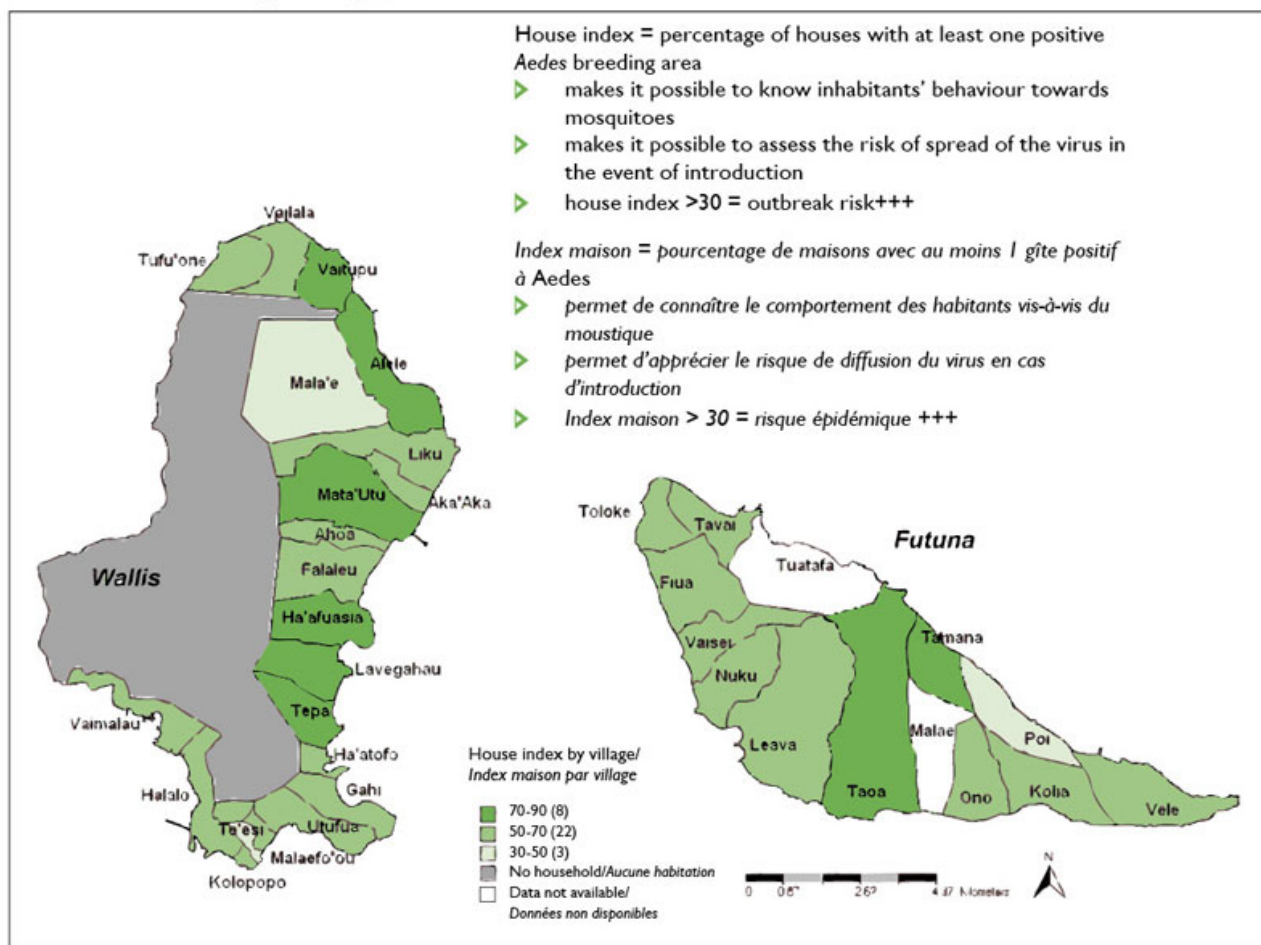 House index = percentage of houses with at least one positive
Aedes breeding area
makes it possible to know inhabitants' behaviour towards
mosquitoes
makes it possible to assess the risk of spread of the virus in
the event of introduction
house index >30 = outbreak risk+++
Index maison = pourcentage de maisons avec au moins 1 gîte positif
à Aedes
permet de connaître le comportement des habitants vis-à-vis du
moustique
permet d'apprécier le risque de diffusion du virus en cas
d'introduction
Index maison > 30 = risque épidémique +++
Vailala
Tufu'one
Vaitupu
Alele
Mala'e
Liku
Mata'Utu
Aka'Aka
Ahoa
Falaleu
Wallis
Ha'afuasia
Lavegahau
Tepa
Vaimalau
Ha'atofo
Gahi
Halalo
Te'esi
Utufua
Malaefo'ou
Kolopopo
Toloke
Tavai
Futuna
Tuatafa
Fiua
Vaisei
Tamana
Nuku
Malae
Poi
Leava
Taoa
Ono
Kolia
Vele
House index by village/
Index maison par village
70-90 (8)
50-70 (22)
30-50 (3)
No household/Aucune habitation
Data not available/
Données non disponibles
N
0
Kilometers